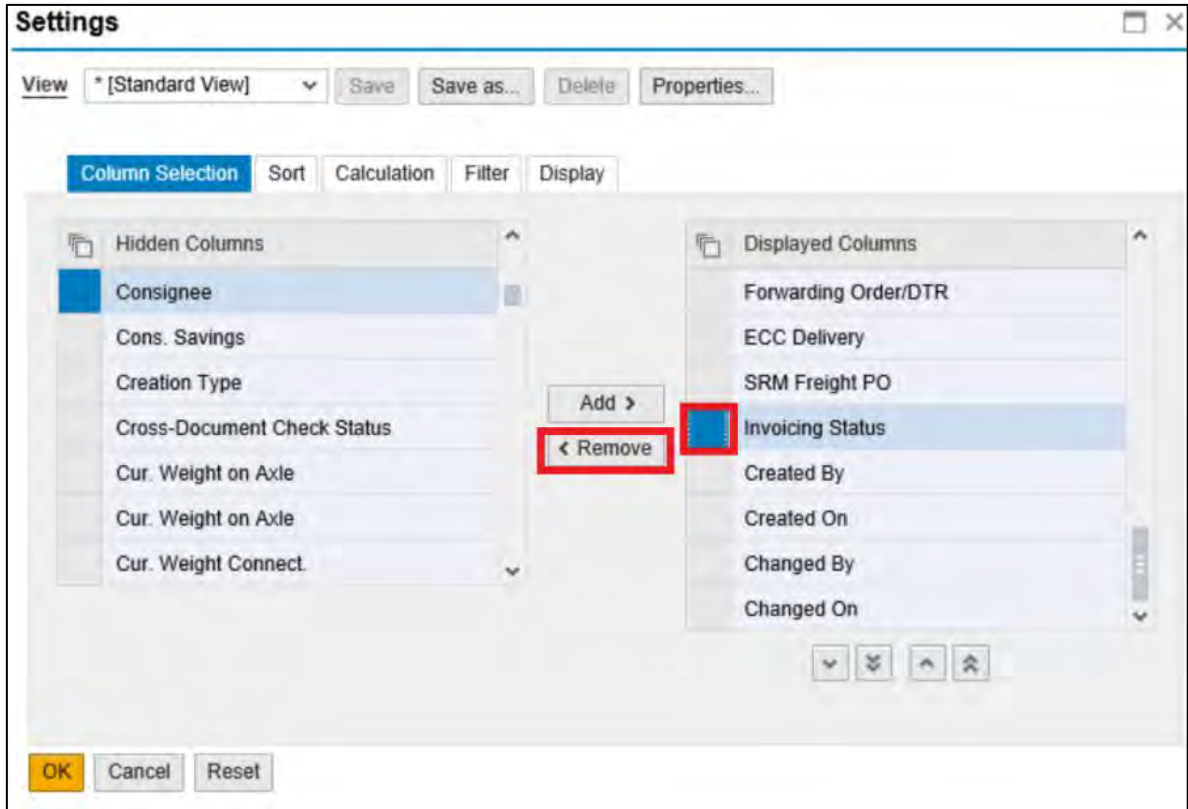 Settings
View * [Standard View] Save Save as... Delete Properties...
Column Selection Sort Calculation Filter Display
Hidden Columns
Consignee
Cons. Savings
Creation Type
Cross-Document Check Status
Cur. Weight on Axle
Cur. Weight on Axle
Cur. Weight Connect.
Add >
< Remove
Displayed Columns
Forwarding Order/DTR
ECC Delivery
SRM Freight PO
Invoicing Status
Created By
Created On
Changed By
Changed On
OK Cancel Reset